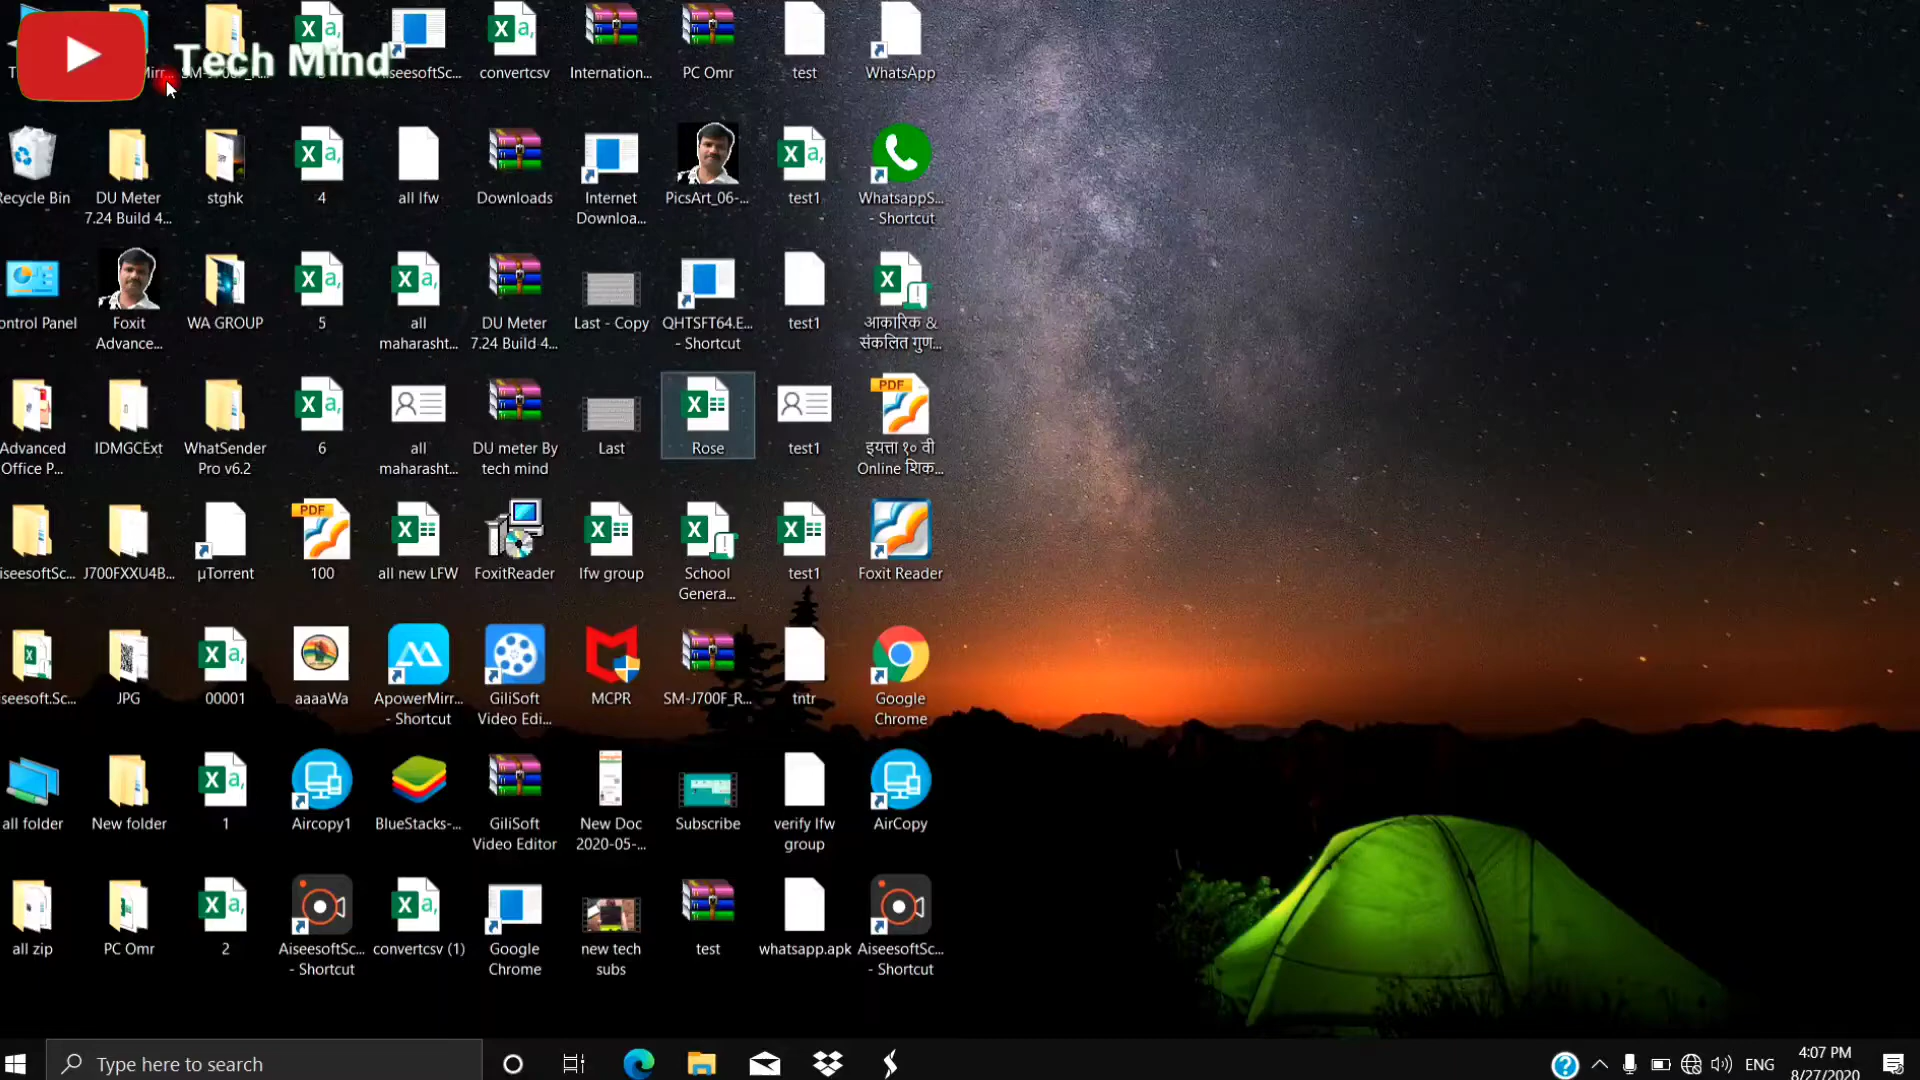 Tech Mind
convertcsv
Internation...
PC Omr
test
WhatsApp
DU Meter
7.24 Build 4...
stghk
4
all lfw
Downloads
Internet
Downloa...
PicsArt_06-...
test1
WhatsappS...
- Shortcut
Foxit
Advance...
WA GROUP
5
all
maharasht...
DU Meter
7.24 Build 4...
Last - Copy
QHTSFT64.E...
- Shortcut
test1
आकारिक &
संकलित गुण...
Advanced
Office P...
IDMGCExt
WhatSender
Pro v6.2
6
all
maharasht...
DU meter By
tech mind
Last
Rose
test1
PDF
इयत्ता १० वी
Online शिक...
iseesoftSc...
J700FXXU4B...
µTorrent
PDF
100
all new LFW
FoxitReader
lfw group
School
Genera...
test1
Foxit Reader
iseesoft.Sc...
JPG
00001
aaaaWa
ApowerMirr...
- Shortcut
GiliSoft
Video Edi...
MCPR
SM-J700F_R...
tntr
Google
Chrome
all folder
New folder
1
Aircopy1
BlueStacks-...
GiliSoft
Video Editor
New Doc
2020-05-...
Subscribe
verify lfw
group
AirCopy
all zip
PC Omr
2
AiseesoftSc...
- Shortcut
convertcsv (1)
Google
Chrome
new tech
subs
test
whatsapp.apk
AiseesoftSc...
- Shortcut
Type here to search
ENG
4:07 PM
8/27/2020